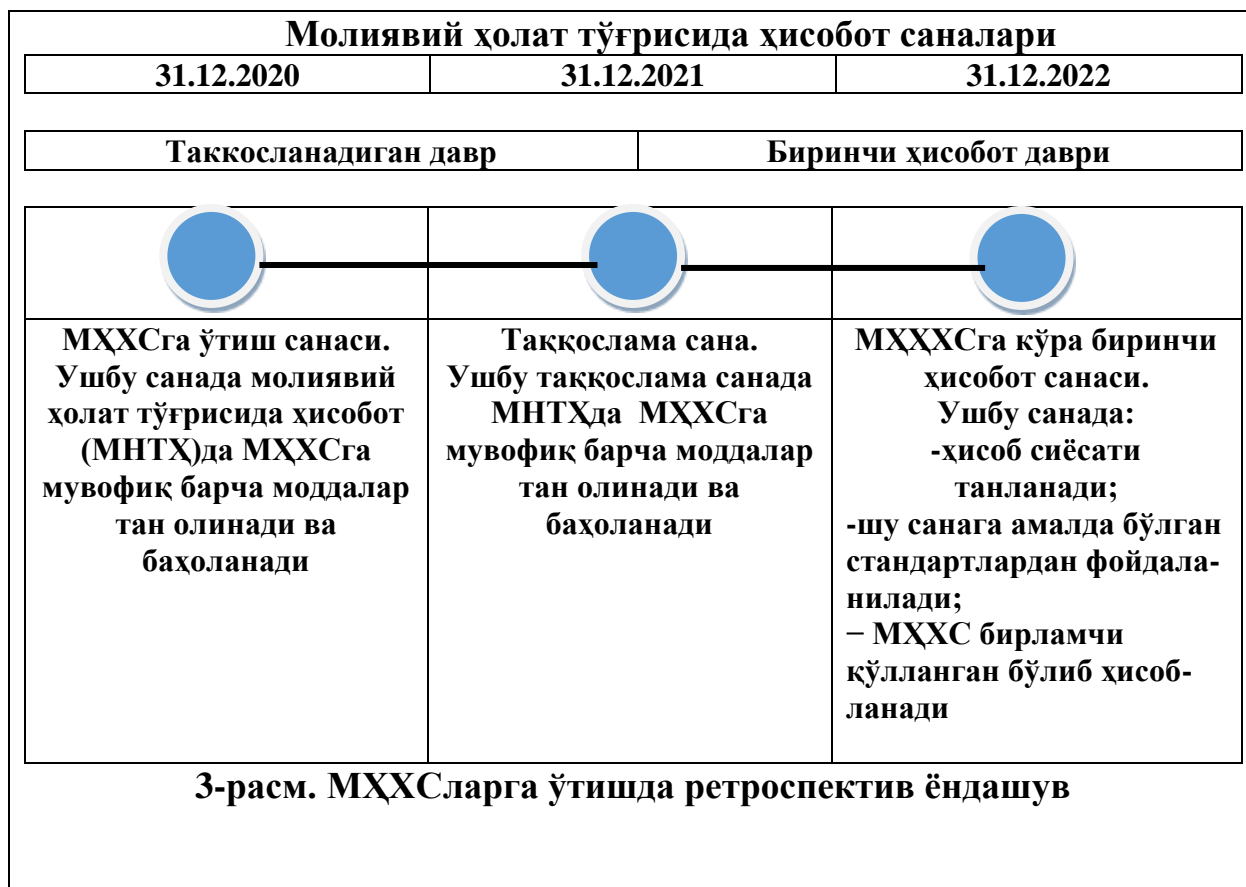 Молиявий ҳолат тўғрисида ҳисобот саналари
31.12.2020 31.12.2021 31.12.2022
Таккосланадиган давр Биринчи ҳисобот даври
МҲХСга ўтиш санаси.
Ушбу санада молиявий
ҳолат тўғрисида ҳисобот
(МНТҲ)да МҲХСга
мувофиқ барча моддалар
тан олинади ва
баҳоланади
Таққослама сана.
Ушбу таққослама санада
МНТҲда МҲХСга
мувофиқ барча моддалар
тан олинади ва
баҳоланади
МҲҲХСга кўра биринчи
ҳисобот санаси.
Ушбу санада:
-ҳисоб сиёсати
танланади;
-шу санага амалда бўлган
стандартлардан фойдала-
нилади;
− МҲХС бирламчи
қўлланган бўлиб ҳисоб-
ланади
3-расм. МҲХСларга ўтишда ретроспектив ёндашув